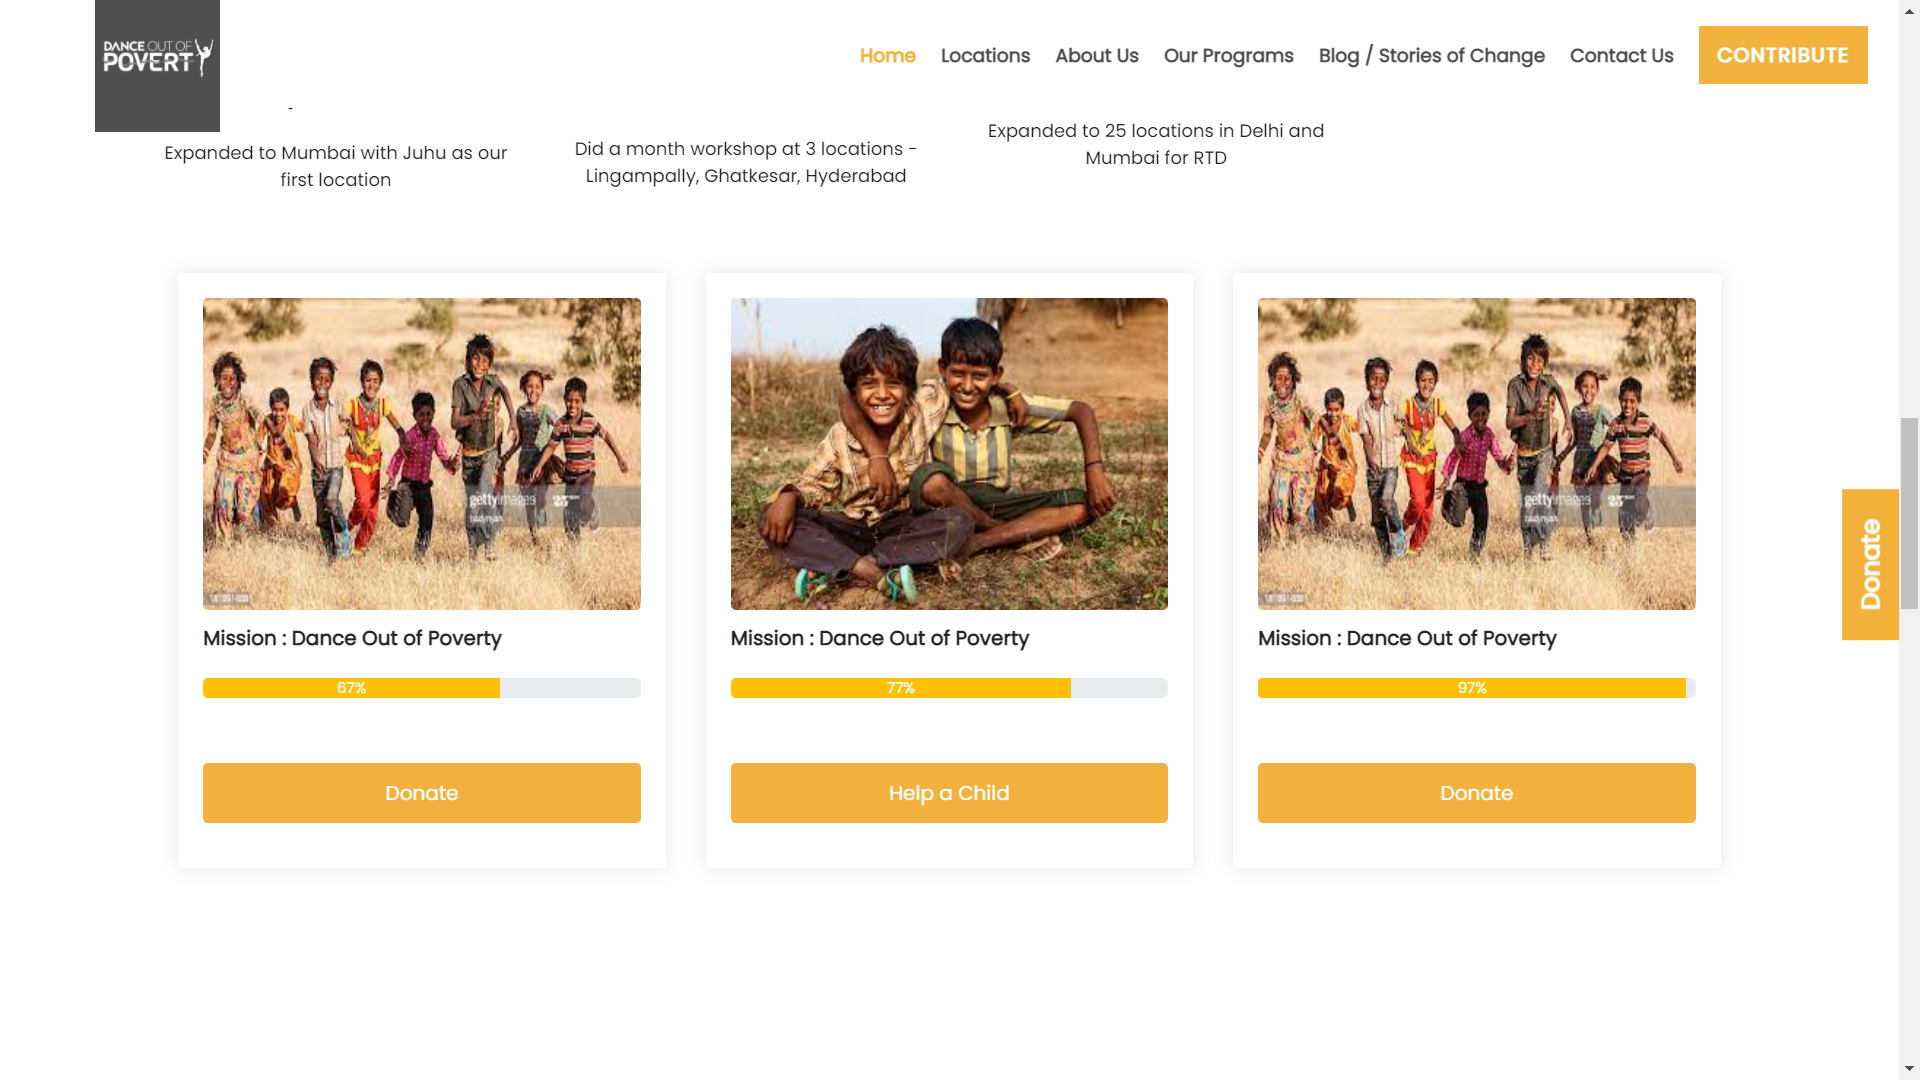 DANCE OUT OF
POVERTY
Home
Locations
About Us
Our Programs
Blog / Stories of Change
Contact Us
CONTRIBUTE
Expanded to Mumbai with Juhu as our
first location
Did a month workshop at 3 locations -
Lingampally, Ghatkesar, Hyderabad
Expanded to 25 locations in Delhi and
Mumbai for RTD
gettyimages
hadynyah
gettyimages
hadynyah
Mission : Dance Out of Poverty
67%
Donate
Mission : Dance Out of Poverty
77%
Help a Child
Mission : Dance Out of Poverty
97%
Donate
Donate